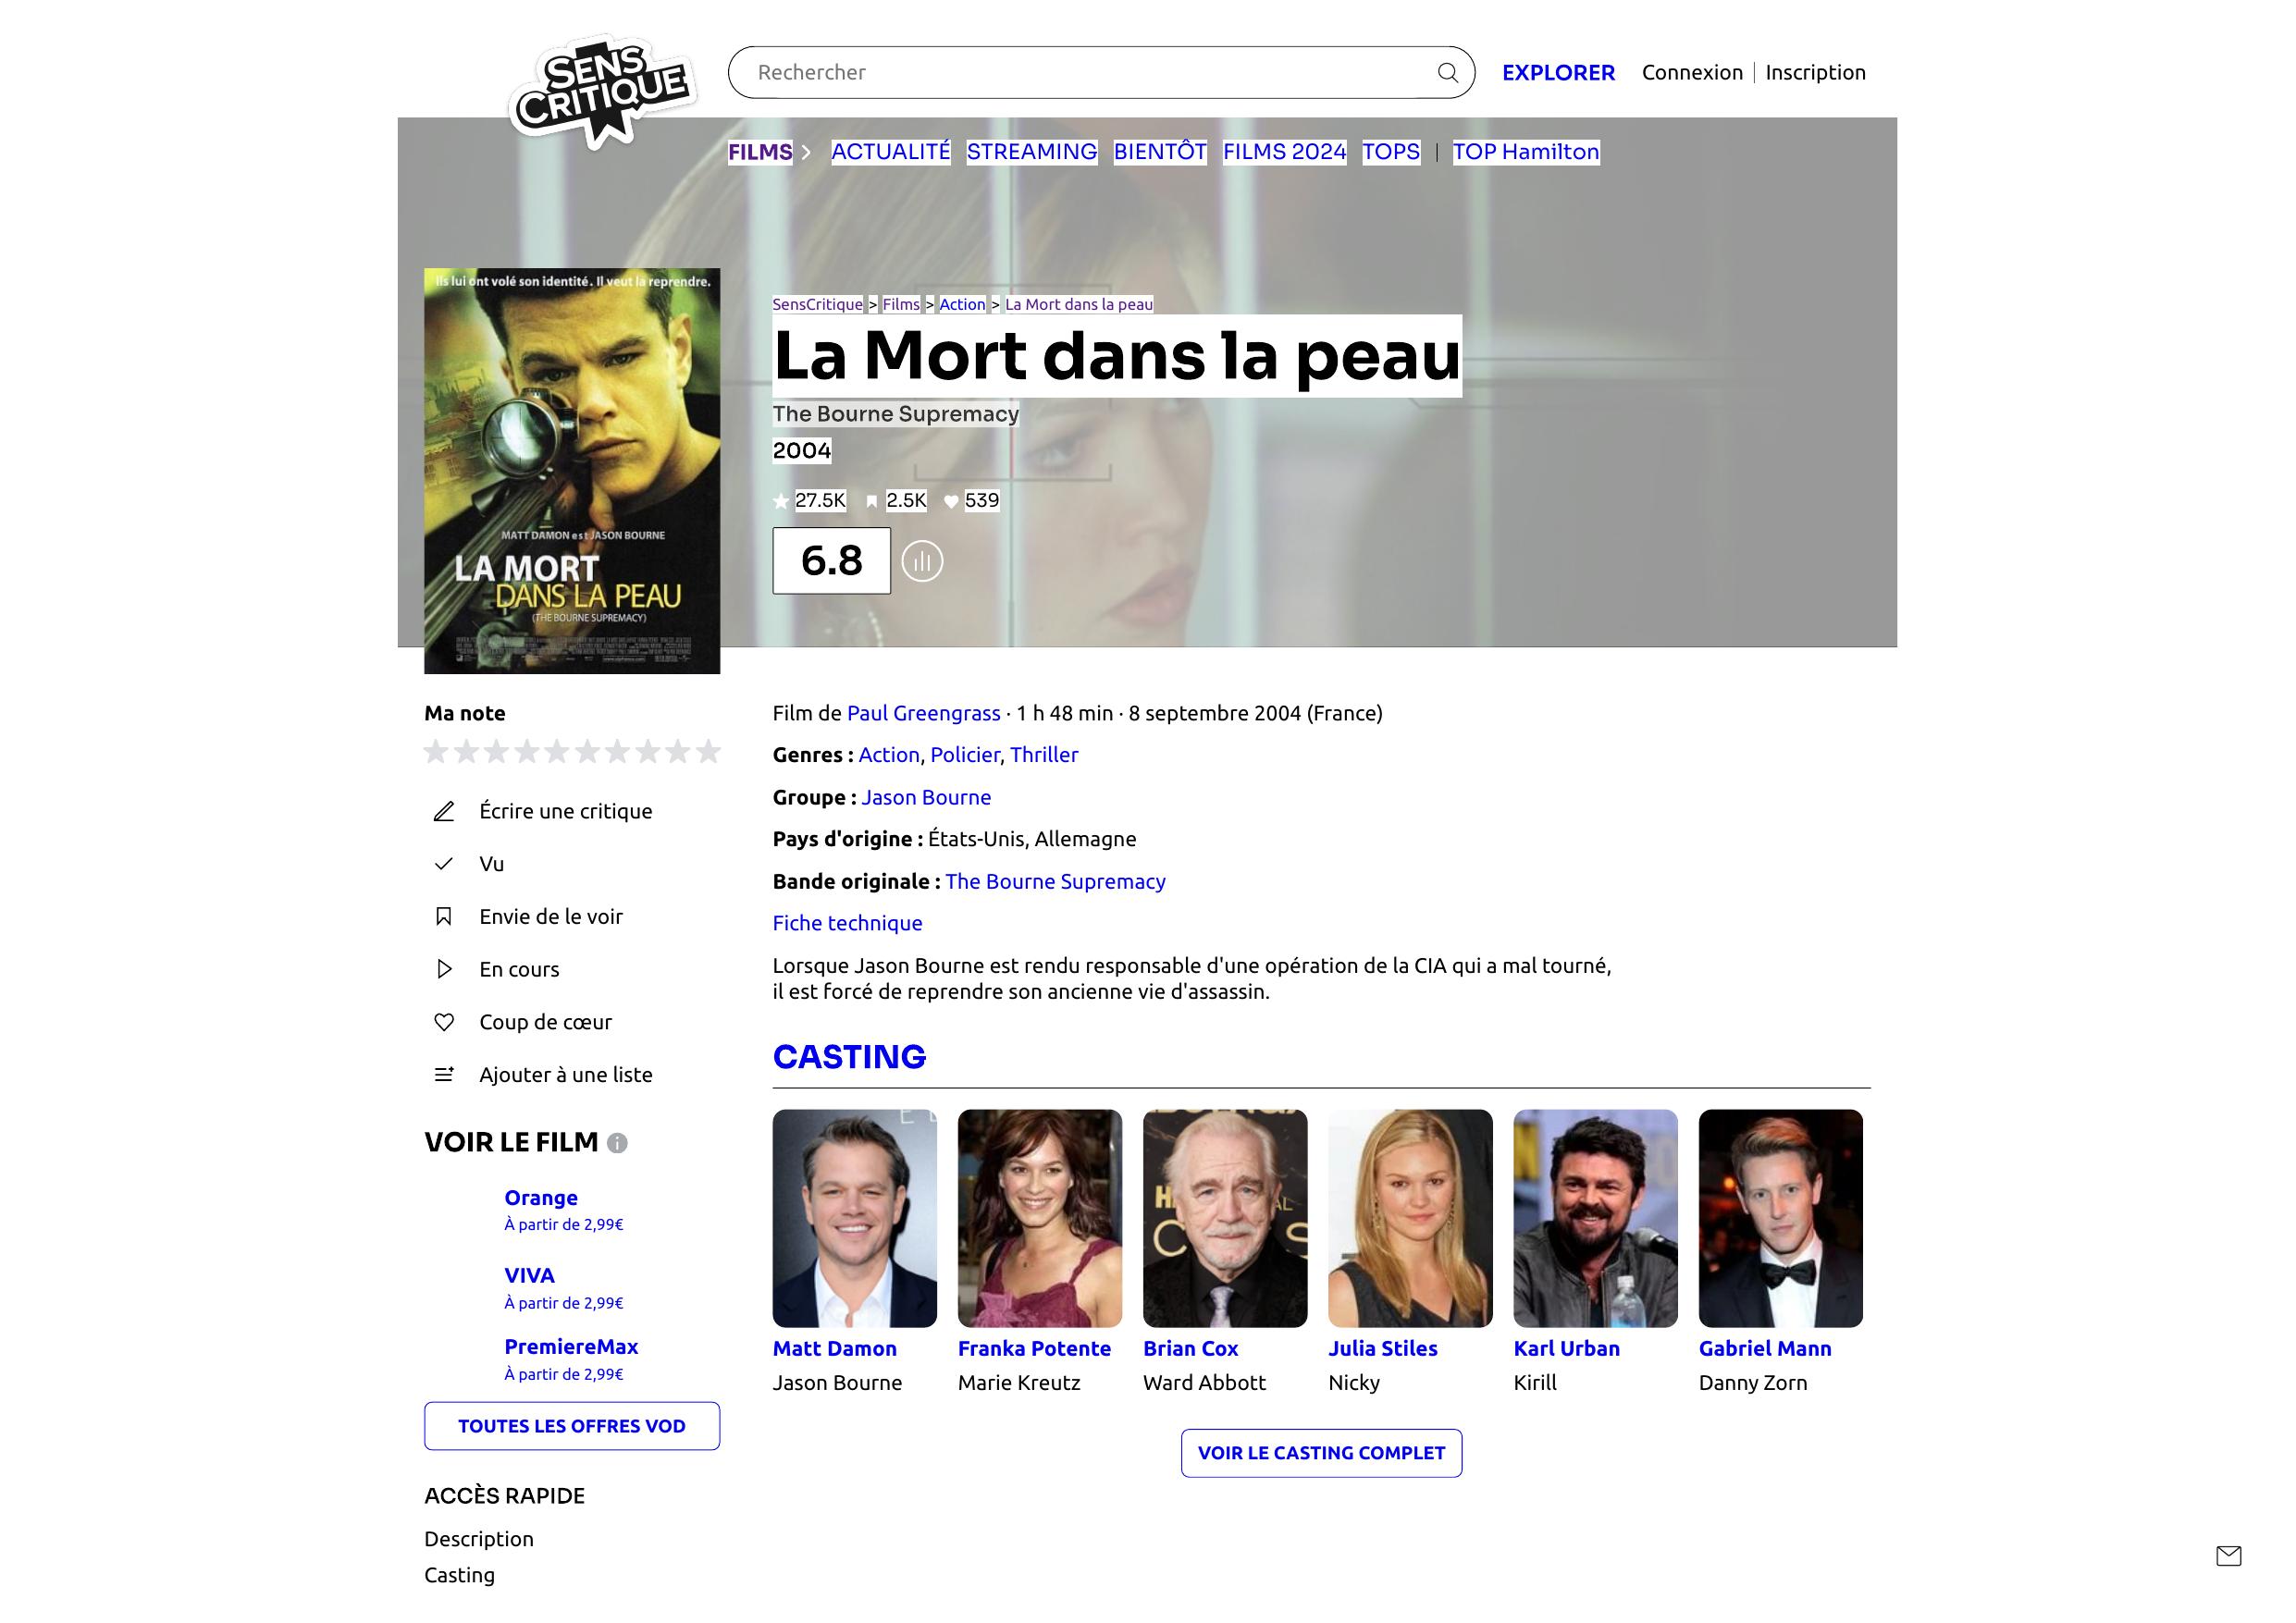 SENS
CRITIQUE
Rechercher
EXPLORER Connexion | Inscription
FILMS > ACTUALITÉ STREAMING BIENTÔT FILMS 2024 TOPS | TOP Hamilton
Ils lui ont volé son identité. Il veut la reprendre.
MATT DAMON est JASON BOURNE
LA MORT
DANS LA PEAU
(THE BOURNE SUPREMACY)
SensCritique > Films > Action > La Mort dans la peau
La Mort dans la peau
The Bourne Supremacy
2004
27.5K 2.5K 539
6.8
Ma note
Écrire une critique
Vu
Envie de le voir
En cours
Coup de cœur
Ajouter à une liste
VOIR LE FILM
Orange
À partir de 2,99€
VIVA
À partir de 2,99€
PremiereMax
À partir de 2,99€
TOUTES LES OFFRES VOD
ACCÈS RAPIDE
Description
Casting
Film de Paul Greengrass · 1 h 48 min · 8 septembre 2004 (France)
Genres : Action, Policier, Thriller
Groupe : Jason Bourne
Pays d'origine : États-Unis, Allemagne
Bande originale : The Bourne Supremacy
Fiche technique
Lorsque Jason Bourne est rendu responsable d'une opération de la CIA qui a mal tourné,
il est forcé de reprendre son ancienne vie d'assassin.
CASTING
Matt Damon Franka Potente Brian Cox Julia Stiles Karl Urban Gabriel Mann
Jason Bourne Marie Kreutz Ward Abbott Nicky Kirill Danny Zorn
VOIR LE CASTING COMPLET